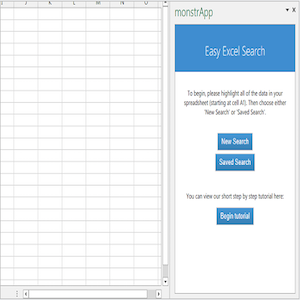 monstrApp
Easy Excel Search
To begin, please highlight all of the data in your
spreadsheet (starting at cell A1). Then choose either
'New Search' or 'Saved Search'.
New Search
Saved Search
You can view our short step by step tutorial here:
Begin tutorial